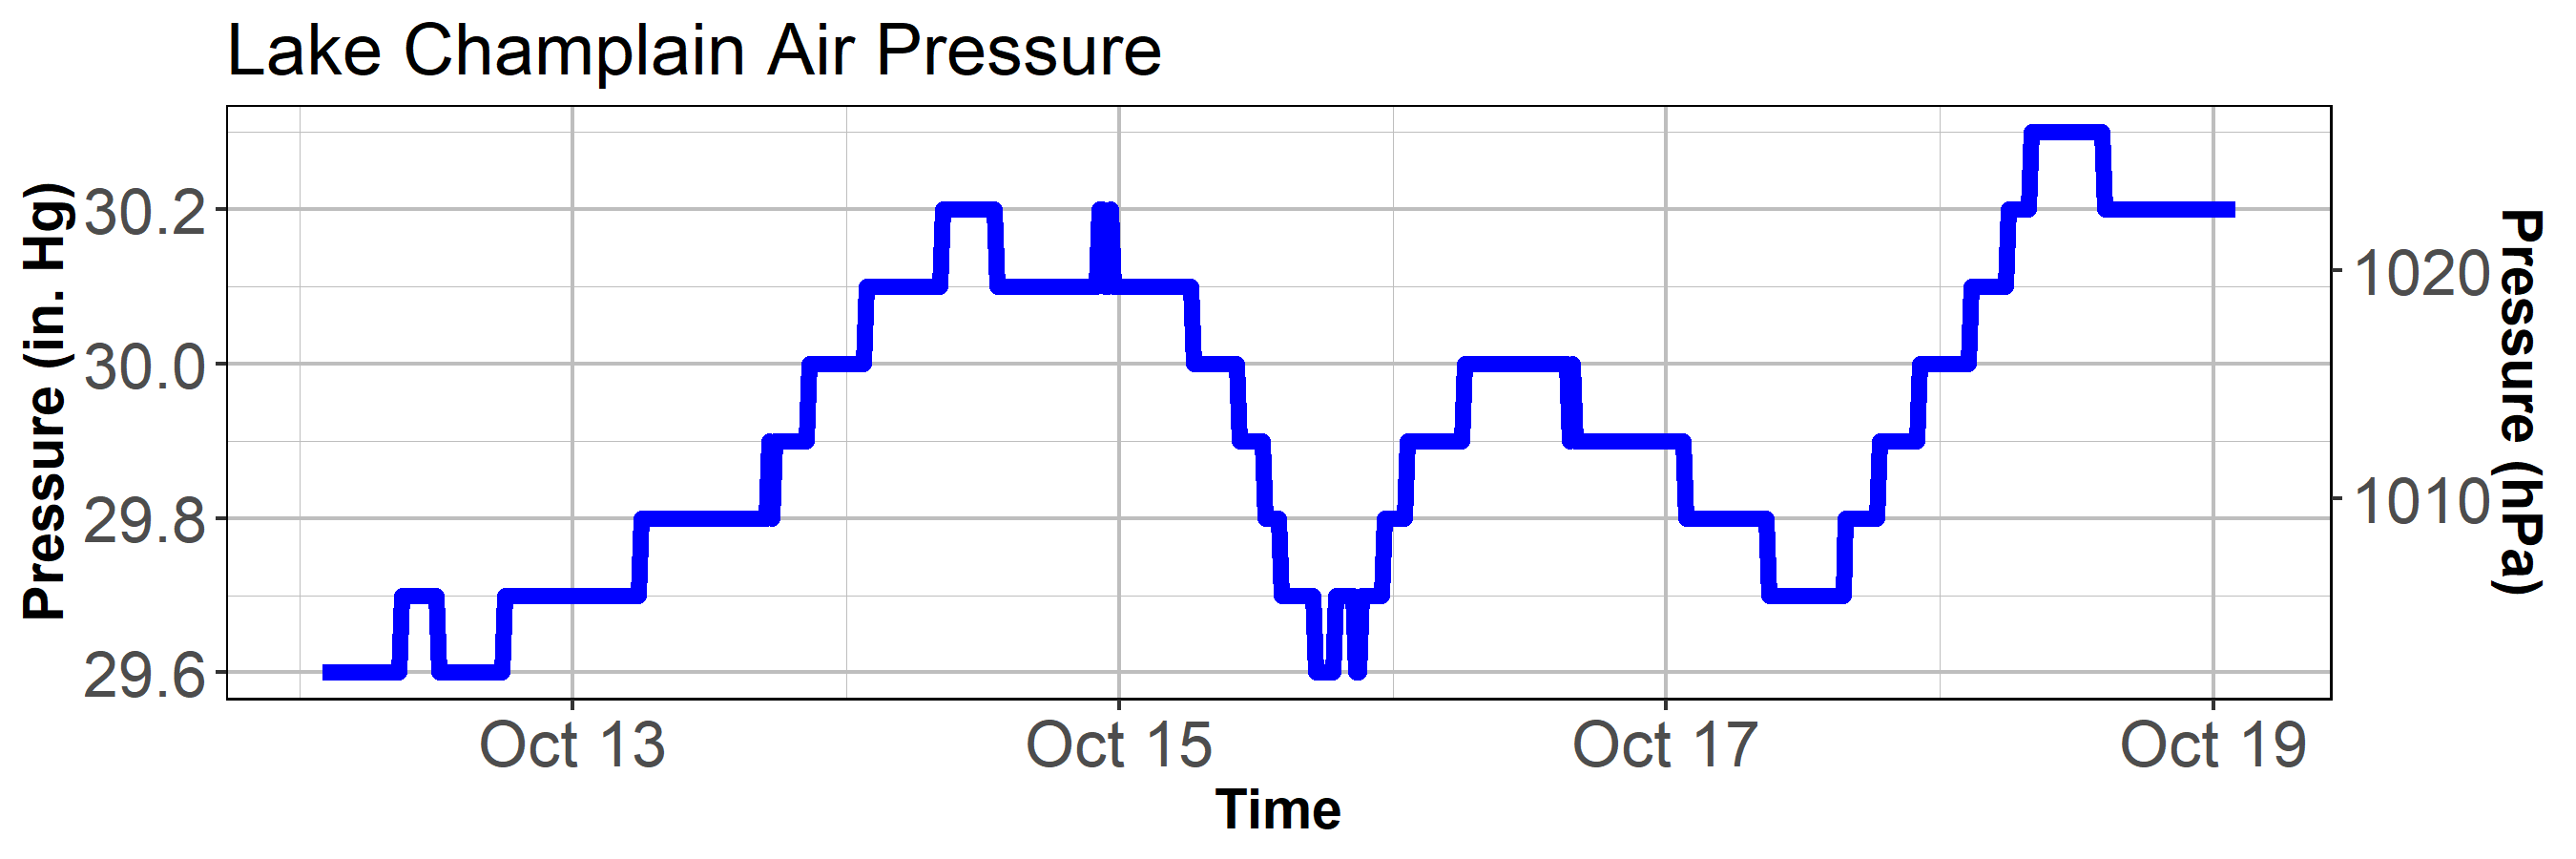 Lake Champlain Air Pressure
Pressure (in. Hg)
30.2
30.0
29.8
29.6
1020
1010
Pressure (hPa)
Oct 13 Oct 15 Oct 17 Oct 19
Time